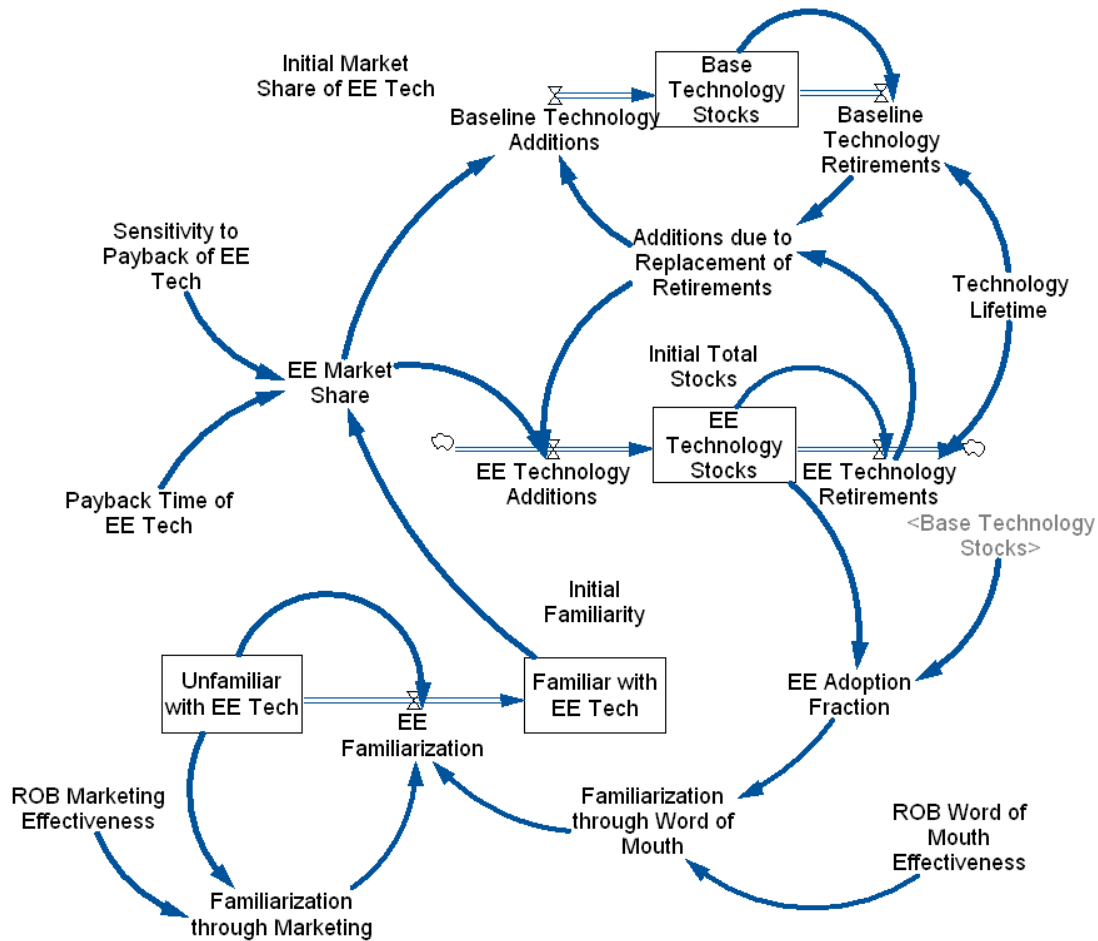 Initial Market
Share of EE Tech
Base
Technology
Stocks
Baseline Technology
Additions
Baseline
Technology
Retirements
Sensitivity to
Payback of EE
Tech
Additions due to
Replacement of
Retirements
Technology
Lifetime
EE Market
Share
Initial Total
Stocks
EE
Technology
Stocks
EE Technology
Additions
EE Technology
Retirements
Payback Time of
EE Tech
<Base Technology
Stocks>
Initial
Familiarity
Unfamiliar
with EE Tech
Familiar with
EE Tech
EE
Familiarization
EE Adoption
Fraction
ROB Marketing
Effectiveness
Familiarization
through Word of
Mouth
ROB Word of
Mouth
Effectiveness
Familiarization
through Marketing